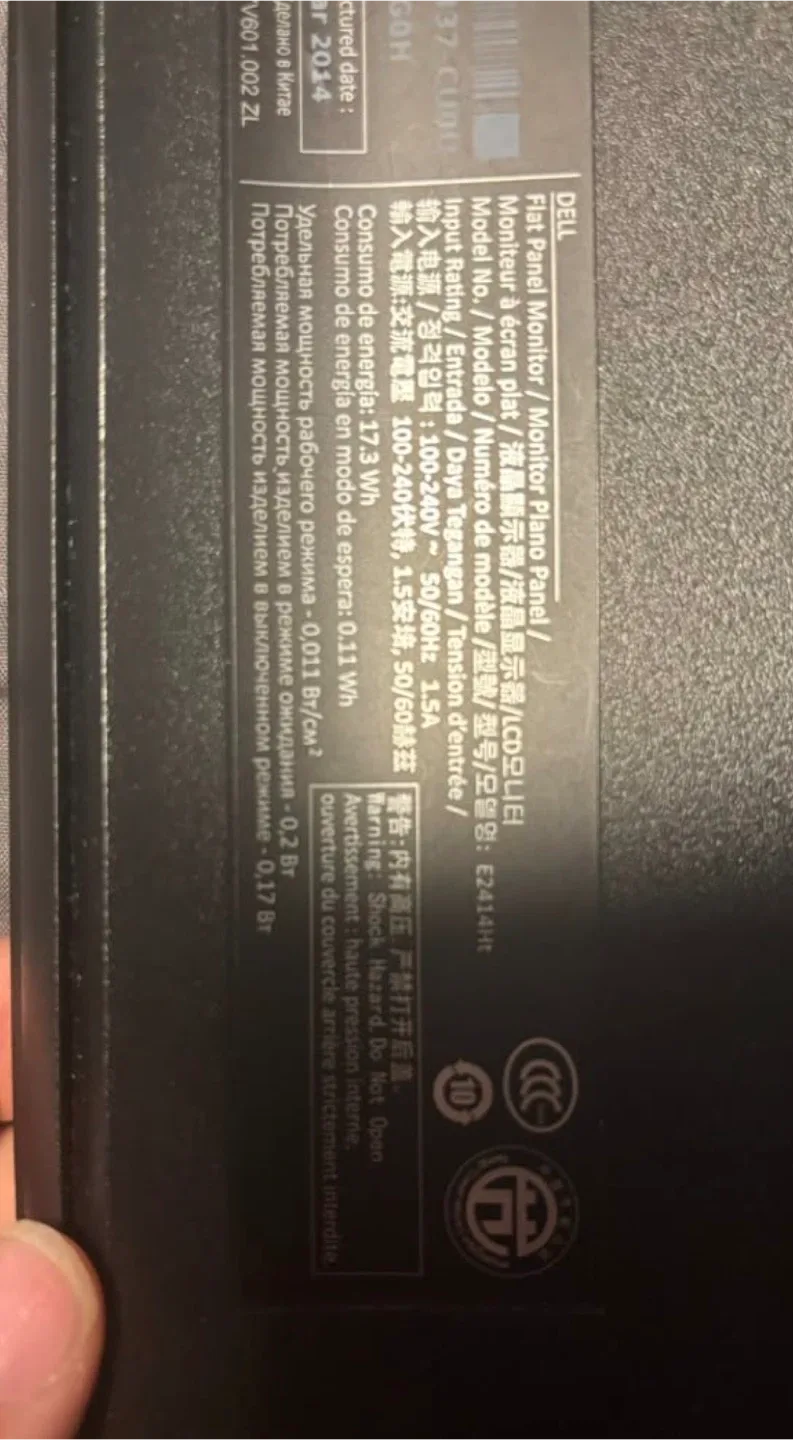 DELL
Flat Panel Monitor / Monitor Plano Panel /
Moniteur à écran plat / 液晶顯示器/液晶显示器/LCD모니터
Model No. / Modelo / Numéro de modèle / 型號/ 型号/모델명: E2414Ht
Input Rating / Entrada / Daya Tegangan / Tension d'entrée /
输入电源 / 정격입력 : 100-240V ~ 50/60Hz 1.5A
輸入電源:交流電壓 100-240伏特, 1.5安培, 50/60赫茲
Consumo de energía: 17.3 Wh
Consumo de energía en modo de espera: 0.11 Wh
Удельная мощность рабочего режима - 0,011 Вт/см²
Потребляемая мощность изделием в режиме ожидания - 0,2 Вт
Потребляемая мощность изделием в выключенном режиме - 0,17 Вт
警告:内有高压 严禁打开后盖.
Warning: Shock Hazard Do Not Open
Avertissement : haute pression interne.
ouverture du couvercle arrière strictement interdite.
CCC
10
37-CU
G0H
ctured date :
ar 2014
делано в Китае
V601.002 ZL